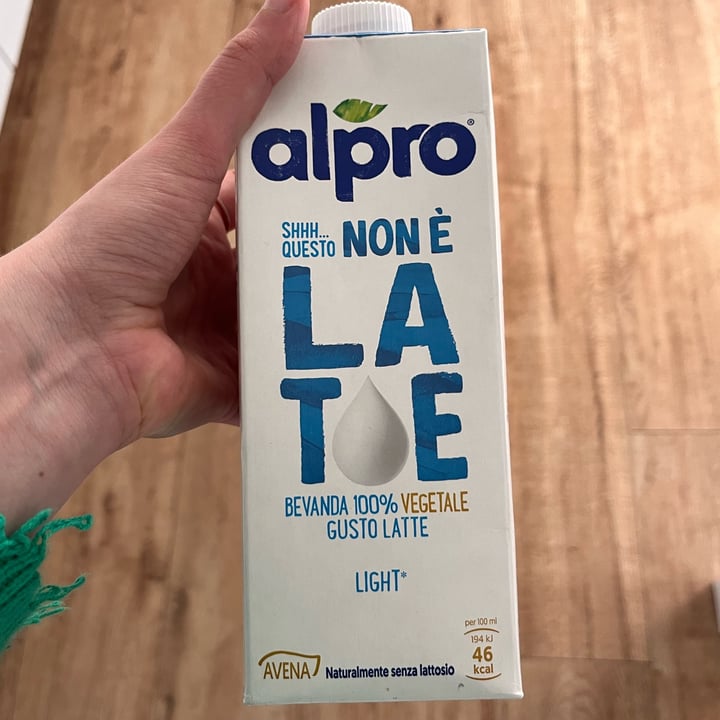 alpro®
SHHH...
QUESTO NON È
LA
T E
BEVANDA 100% VEGETALE
GUSTO LATTE
LIGHT*
per 100 ml
194 kJ
46
kcal
AVENA
Naturalmente senza lattosio